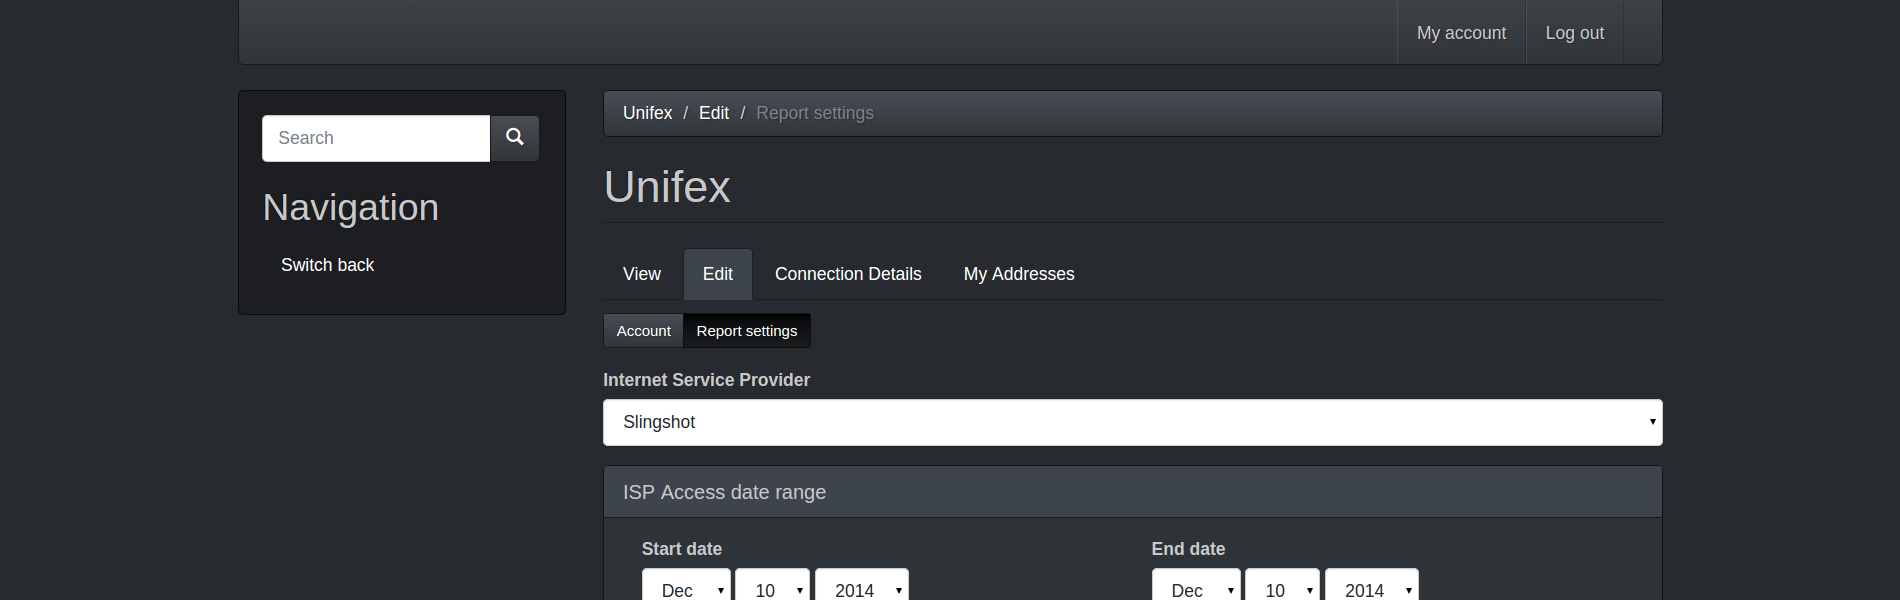 My account Log out
Search
Navigation
Switch back
Unifex / Edit / Report settings
Unifex
View Edit Connection Details My Addresses
Account Report settings
Internet Service Provider
Slingshot
ISP Access date range
Start date End date
Dec 10 2014 Dec 10 2014